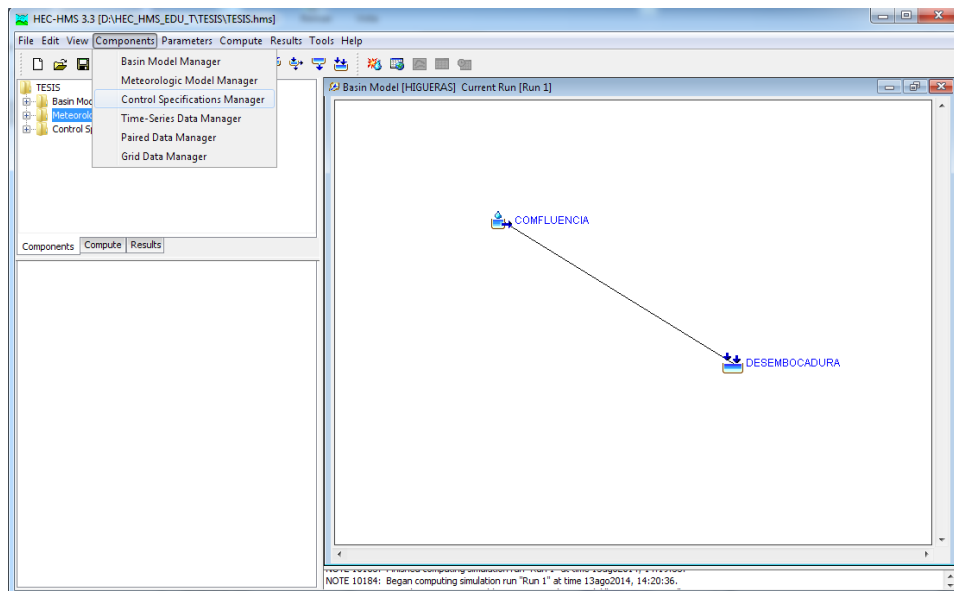 HEC-HMS 3.3 [D:\HEC_HMS_EDU_T\TESIS\TESIS.hms]
File Edit View Components Parameters Compute Results Tools Help
Basin Model Manager
Meteorologic Model Manager
Control Specifications Manager
Time-Series Data Manager
Paired Data Manager
Grid Data Manager
TESIS
Basin Mod
Meteorolo
Control Sp
Components Compute Results
Basin Model [HIGUERAS] Current Run [Run 1]
COMFLUENCIA
DESEMBOCADURA
NOTE 10184: Began computing simulation run "Run 1" at time 13ago2014, 14:20:36.